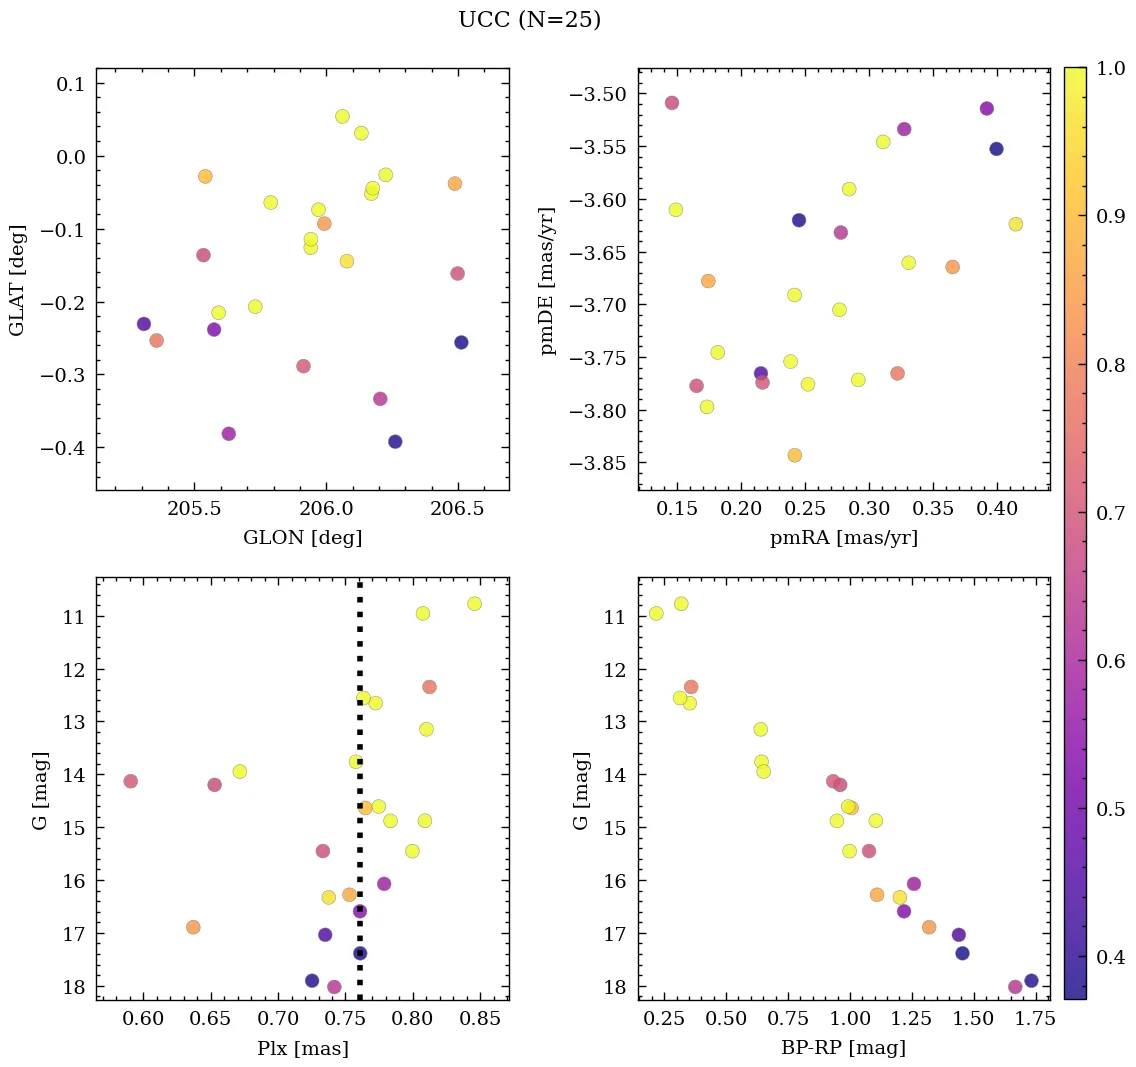 UCC (N=25)
0.1
0.0
−0.1
−0.2
−0.3
−0.4
GLAT [deg]
205.5 206.0 206.5
GLON [deg]
−3.50
−3.55
−3.60
−3.65
−3.70
−3.75
−3.80
−3.85
pmDE [mas/yr]
0.15 0.20 0.25 0.30 0.35 0.40
pmRA [mas/yr]
1.0
0.9
0.8
0.7
0.6
0.5
0.4
11
12
13
14
15
16
17
18
G [mag]
0.60 0.65 0.70 0.75 0.80 0.85
Plx [mas]
11
12
13
14
15
16
17
18
G [mag]
0.25 0.50 0.75 1.00 1.25 1.50 1.75
BP-RP [mag]